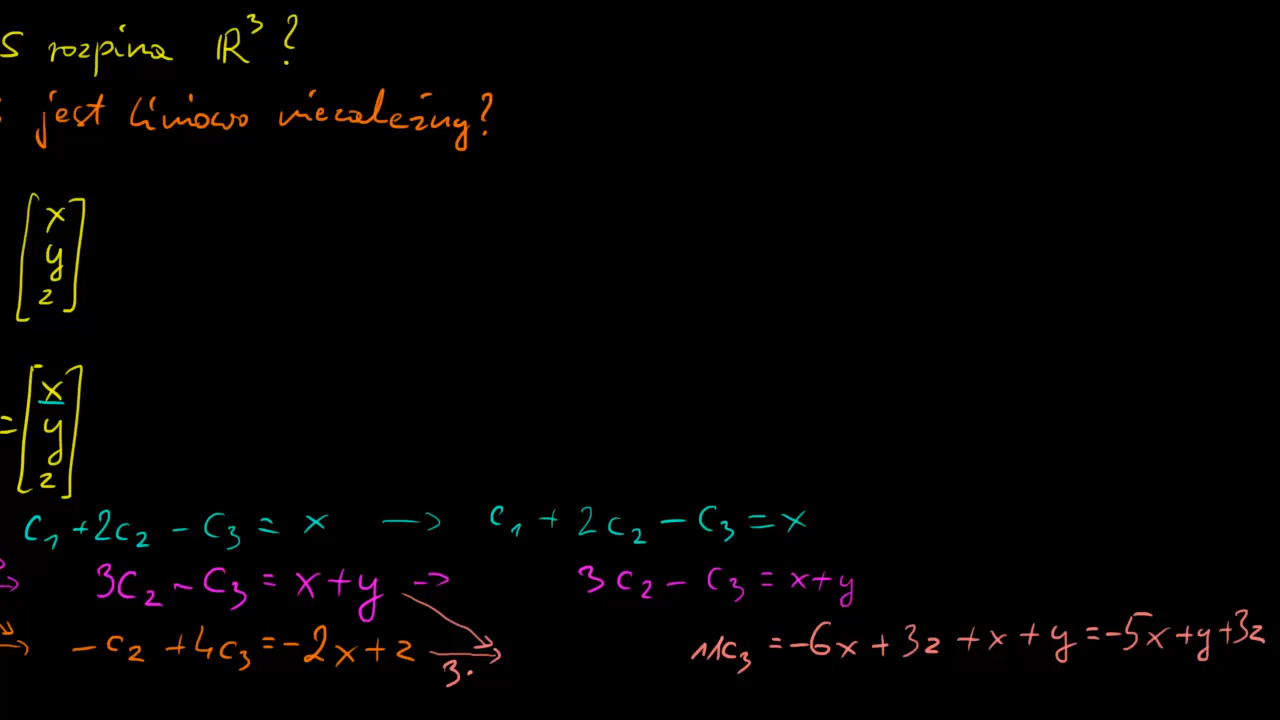 S rozpina ℝ³?
jest liniowo niezależny?
[x
y
z]
= [x
y
z]
c₁ + 2c₂ - c₃ = x → c₁ + 2c₂ - c₃ = x
→ 3c₂ - c₃ = x + y → 3c₂ - c₃ = x + y
→ -c₂ + 4c₃ = -2x + z → 11c₃ = -6x + 3z + x + y = -5x + y + 3z
3·